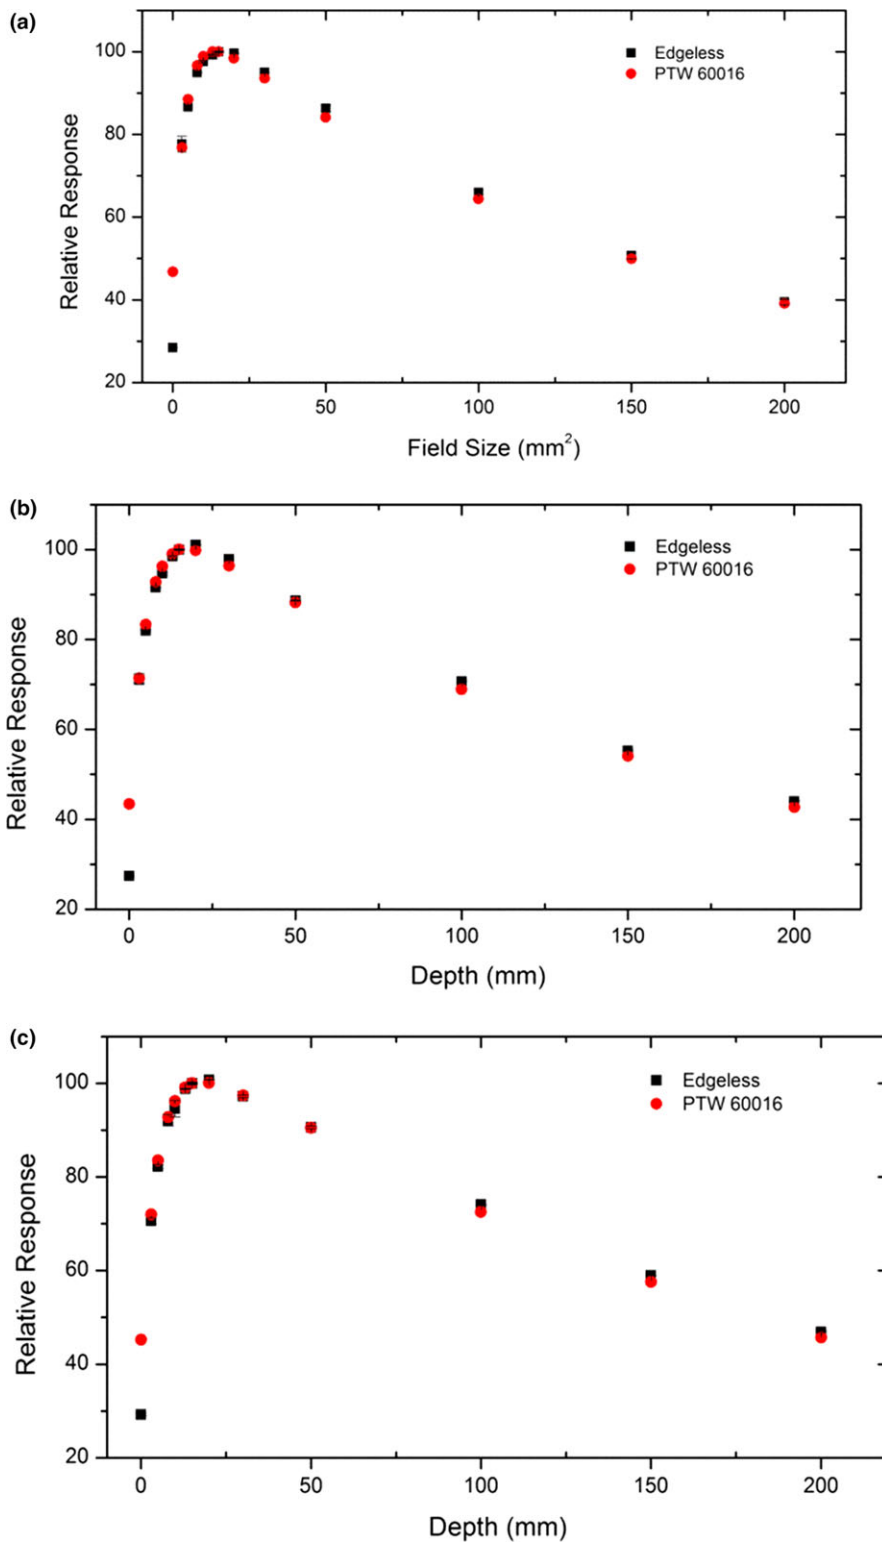 (a)
Edgeless
PTW 60016
Relative Response
100
80
60
40
20
0 50 100 150 200
Field Size (mm²)
(b)
Edgeless
PTW 60016
Relative Response
100
80
60
40
20
0 50 100 150 200
Depth (mm)
(c)
Edgeless
PTW 60016
Relative Response
100
80
60
40
20
0 50 100 150 200
Depth (mm)